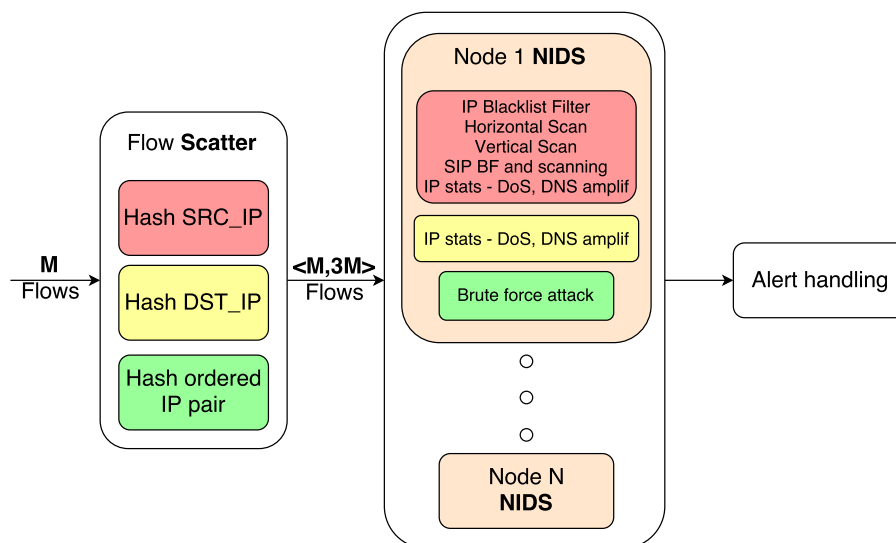 M
Flows
Flow Scatter
Hash SRC_IP
Hash DST_IP
Hash ordered
IP pair
<M,3M>
Flows
Node 1 NIDS
IP Blacklist Filter
Horizontal Scan
Vertical Scan
SIP BF and scanning
IP stats - DoS, DNS amplif
IP stats - DoS, DNS amplif
Brute force attack
Node N
NIDS
Alert handling